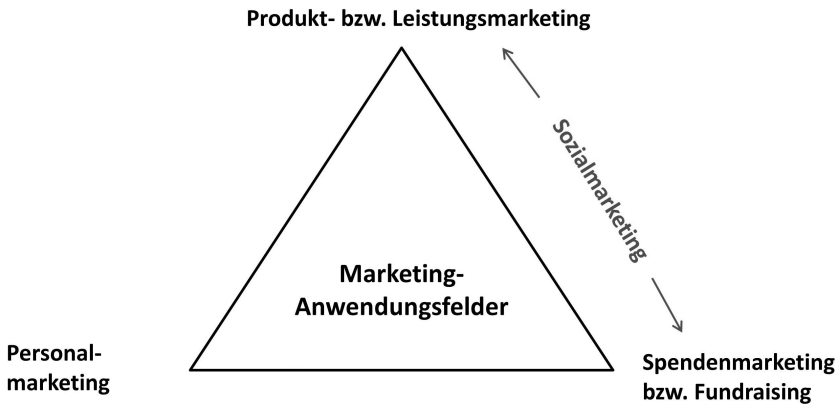 Produkt- bzw. Leistungsmarketing
Sozialmarketing
Marketing-
Anwendungsfelder
Personal-
marketing
Spendenmarketing
bzw. Fundraising